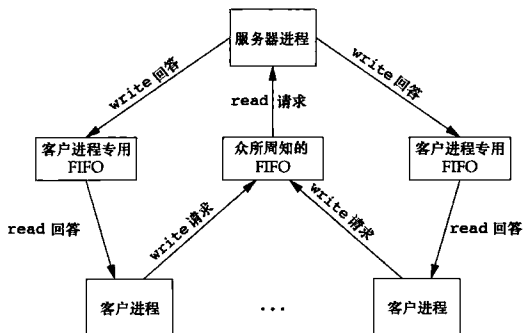 服务器进程
write 回答
read 请求
write 回答
客户进程专用
FIFO
众所周知的
FIFO
客户进程专用
FIFO
read 回答
write 请求
write 请求
read 回答
客户进程
...
客户进程